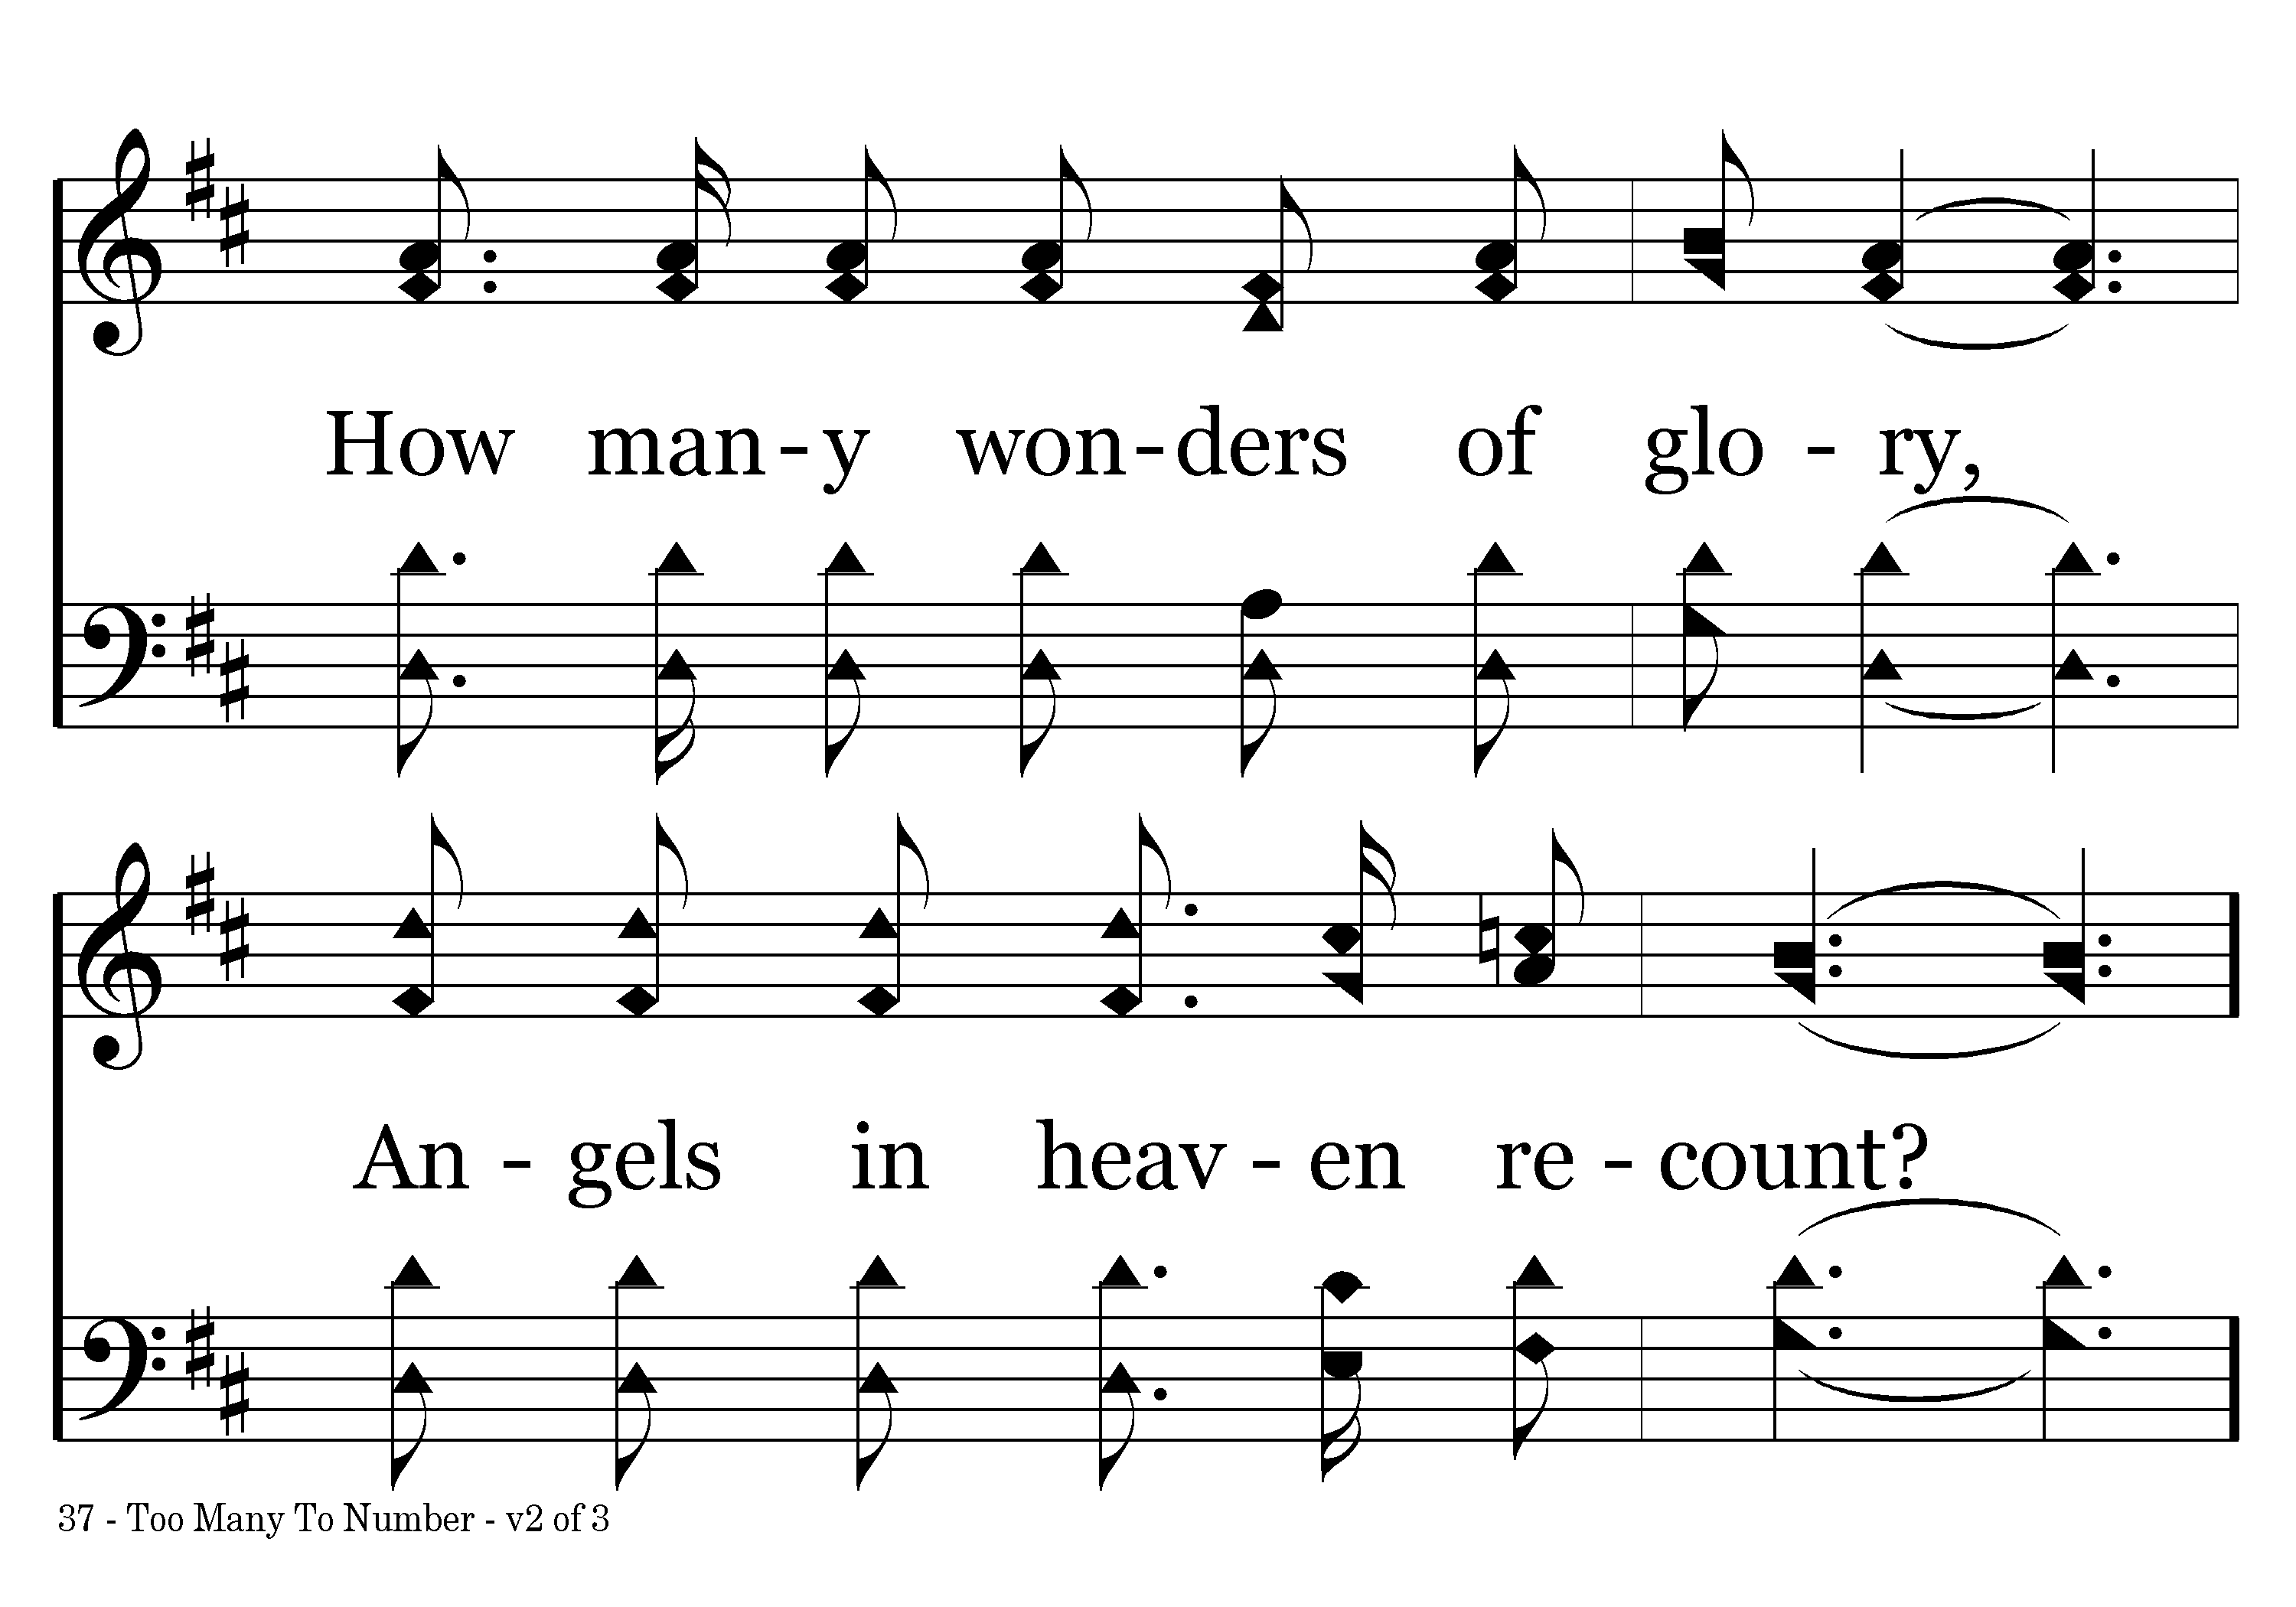 How man-y won-ders of glo - ry,
An - gels in heav - en re - count?
37 - Too Many To Number - v2 of 3